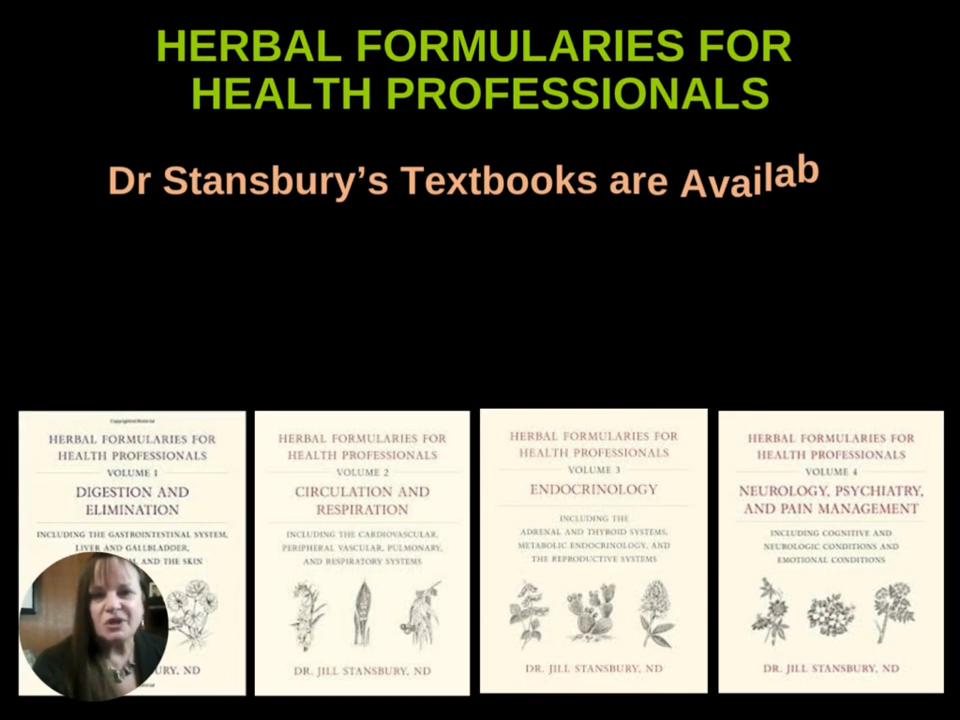 HERBAL FORMULARIES FOR
HEALTH PROFESSIONALS
Dr Stansbury’s Textbooks are Availab
Copyrighted Material
HERBAL FORMULARIES FOR
HEALTH PROFESSIONALS
VOLUME 1
DIGESTION AND
ELIMINATION
INCLUDING THE GASTROINTESTINAL SYSTEM,
LIVER AND GALLBLADDER,
AND THE SKIN
ND
HERBAL FORMULARIES FOR
HEALTH PROFESSIONALS
VOLUME 2
CIRCULATION AND
RESPIRATION
INCLUDING THE CARDIOVASCULAR,
PERIPHERAL VASCULAR, PULMONARY,
AND RESPIRATORY SYSTEMS
DR. JILL STANSBURY, ND
HERBAL FORMULARIES FOR
HEALTH PROFESSIONALS
VOLUME 3
ENDOCRINOLOGY
INCLUDING THE
ADRENAL AND THYROID SYSTEMS,
METABOLIC ENDOCRINOLOGY, AND
THE REPRODUCTIVE SYSTEMS
DR. JILL STANSBURY, ND
HERBAL FORMULARIES FOR
HEALTH PROFESSIONALS
VOLUME 4
NEUROLOGY, PSYCHIATRY,
AND PAIN MANAGEMENT
INCLUDING COGNITIVE AND
NEUROLOGIC CONDITIONS AND
EMOTIONAL CONDITIONS
DR. JILL STANSBURY, ND